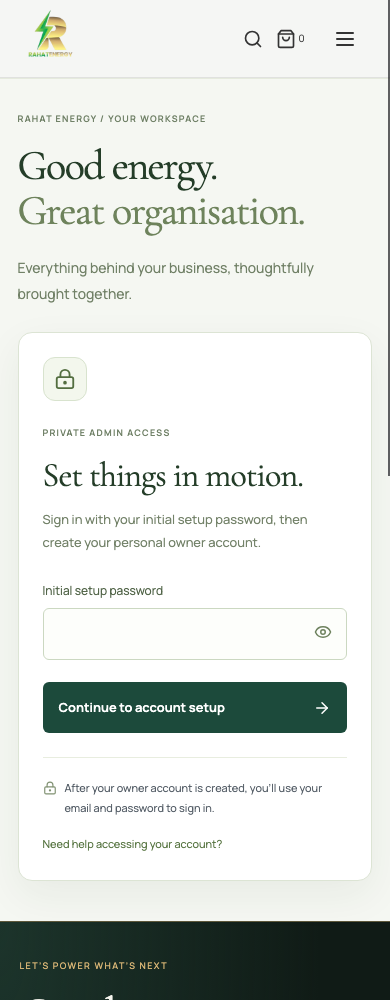 RAHAT ENERGY
0
RAHAT ENERGY / YOUR WORKSPACE
Good energy.
Great organisation.
Everything behind your business, thoughtfully
brought together.
PRIVATE ADMIN ACCESS
Set things in motion.
Sign in with your initial setup password, then
create your personal owner account.
Initial setup password
Continue to account setup
After your owner account is created, you'll use your
email and password to sign in.
Need help accessing your account?
LET'S POWER WHAT'S NEXT